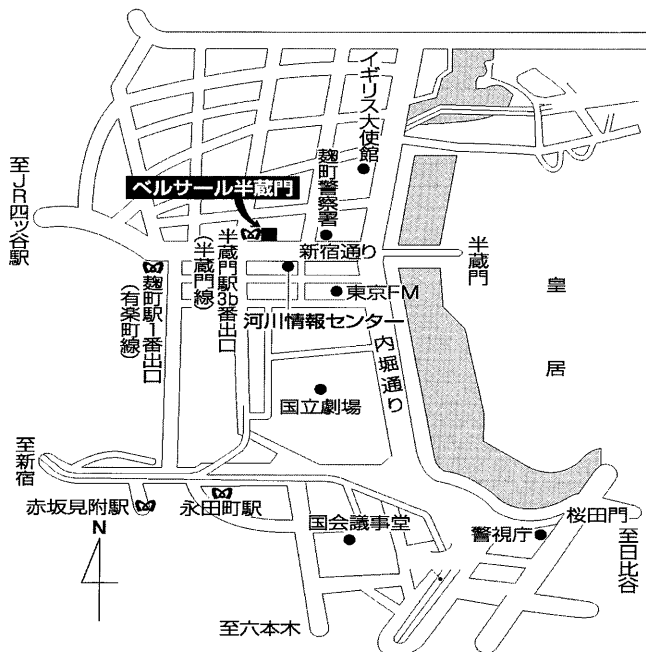 イギリス大使館
麹町警察署
至JR四ツ谷駅
ベルサール半蔵門
新宿通り
半蔵門
皇居
半蔵門駅3b番出口
(半蔵門線)
麹町駅1番出口
(有楽町線)
東京FM
河川情報センター
内堀通り
国立劇場
至新宿
赤坂見附駅
永田町駅
国会議事堂
警視庁
桜田門
至日比谷
N
至六本木